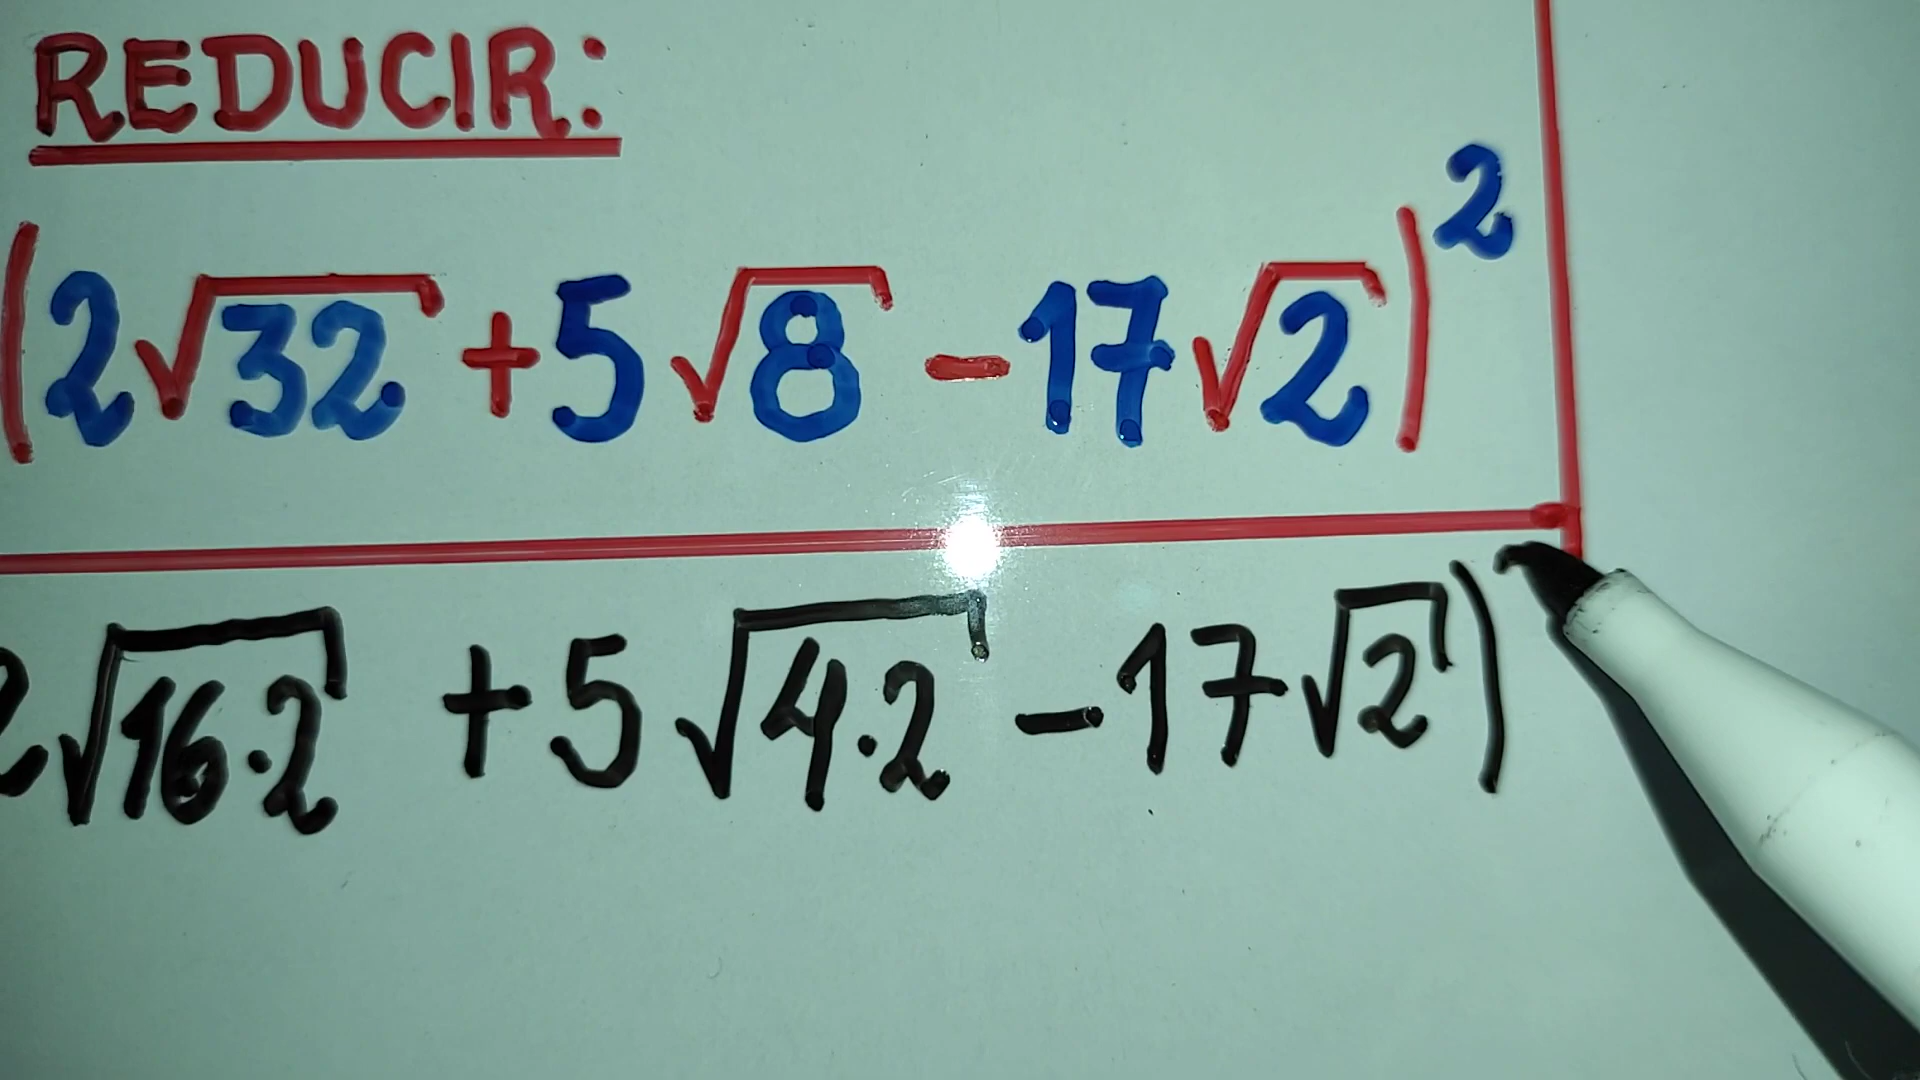 REDUCIR:
(2√32 + 5√8 - 17√2)²
2√16·2 + 5√4·2 - 17√2)